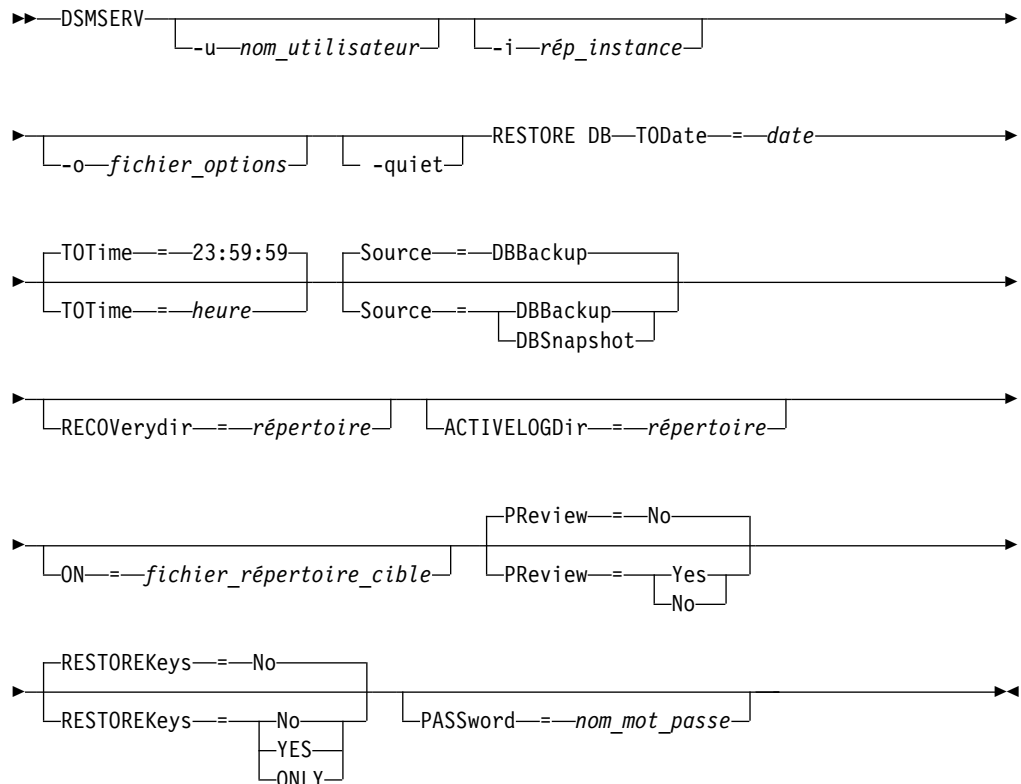 DSMSERV
-u nom_utilisateur -i rép_instance
RESTORE DB TODate = date
-o fichier_options -quiet
TOTime = 23:59:59 Source = DBBackup
TOTime = heure Source = DBBackup
DBSnapshot
RECOVerydir = répertoire ACTIVELOGDir = répertoire
PReview = No
ON = fichier_répertoire_cible PReview = Yes
No
RESTOREKeys = No
RESTOREKeys = No PASSword = nom_mot_passe
YES
ONLY